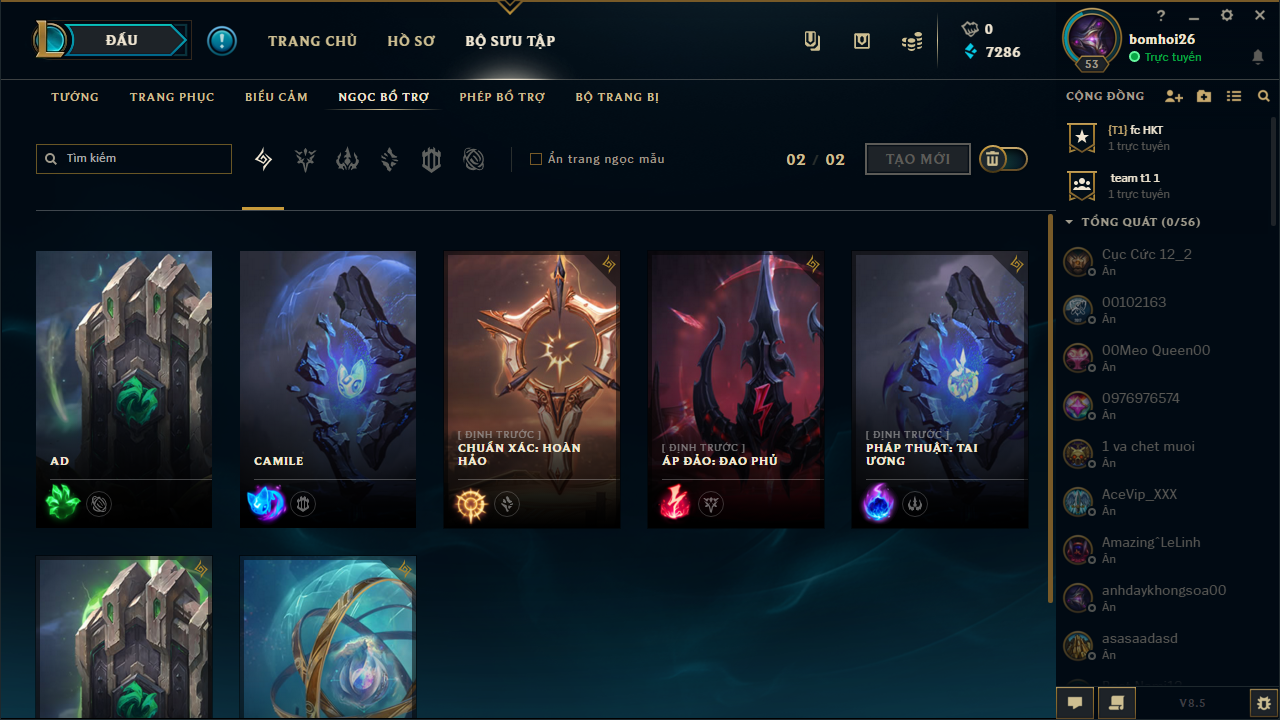 ĐẤU
TRANG CHỦ
HỒ SƠ
BỘ SƯU TẬP
0
7286
?
53
bomhoi26
Trực tuyến
TƯỚNG
TRANG PHỤC
BIỂU CẢM
NGỌC BỔ TRỢ
PHÉP BỔ TRỢ
BỘ TRANG BỊ
CỘNG ĐỒNG
Tìm kiếm
Ẩn trang ngọc mẫu
02 / 02
TẠO MỚI
{T1} fc HKT
1 trực tuyến
team t1 1
1 trực tuyến
TỔNG QUÁT (0/56)
Cục Cức 12_2
Ẩn
00102163
Ẩn
00Meo Queen00
Ẩn
0976976574
Ẩn
1 va chet muoi
Ẩn
AceVip_XXX
Ẩn
Amazing^LeLinh
Ẩn
anhdaykhongsoa00
Ẩn
asasaadasd
Ẩn
AD
CAMILE
[ ĐỊNH TRƯỚC ]
CHUẨN XÁC: HOÀN
HẢO
[ ĐỊNH TRƯỚC ]
ÁP ĐẢO: ĐAO PHỦ
[ ĐỊNH TRƯỚC ]
PHÁP THUẬT: TAI
ƯƠNG
V8.5